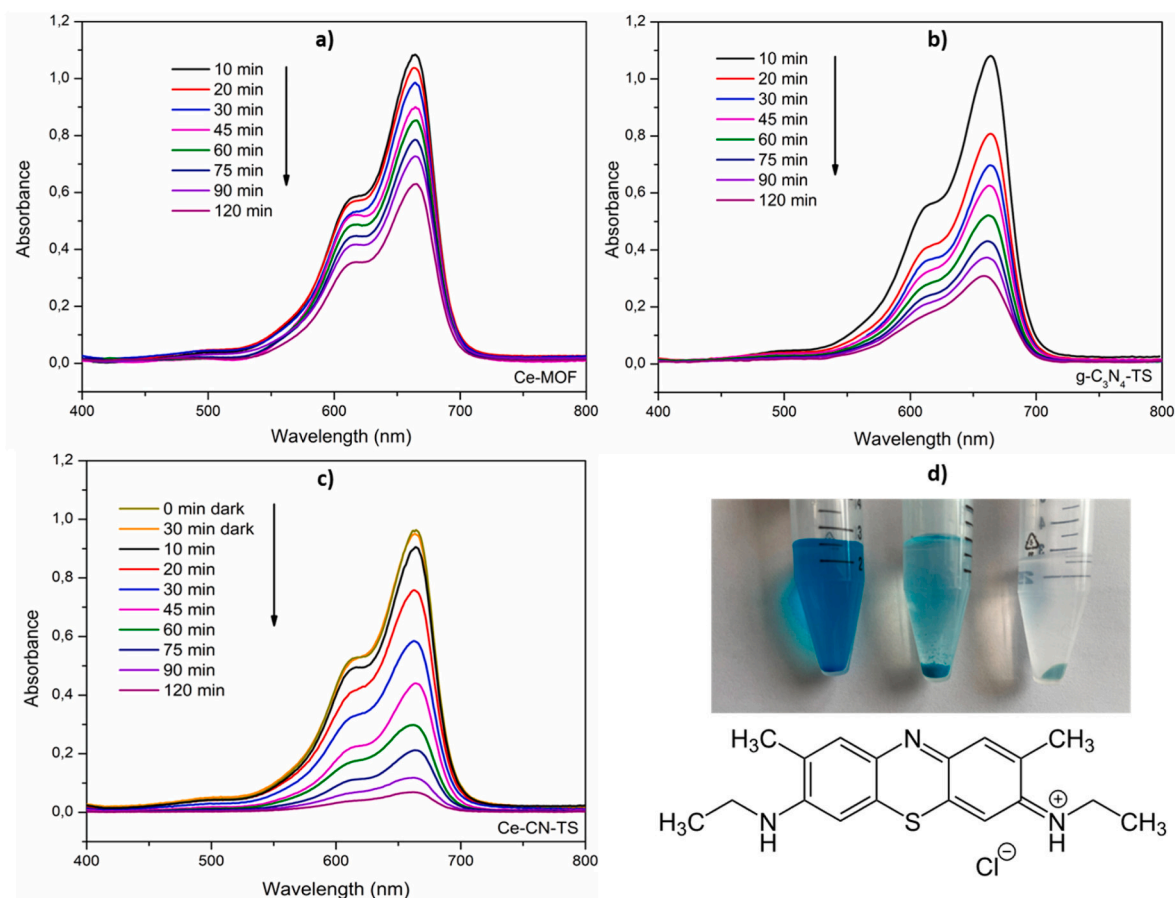 a)
1,2
1,0
0,8
0,6
0,4
0,2
0,0
Absorbance
10 min
20 min
30 min
45 min
60 min
75 min
90 min
120 min
Ce-MOF
400 500 600 700 800
Wavelength (nm)
b)
1,2
1,0
0,8
0,6
0,4
0,2
0,0
Absorbance
10 min
20 min
30 min
45 min
60 min
75 min
90 min
120 min
g-C₃N₄-TS
400 500 600 700 800
Wavelength (nm)
c)
1,2
1,0
0,8
0,6
0,4
0,2
0,0
Absorbance
0 min dark
30 min dark
10 min
20 min
30 min
45 min
60 min
75 min
90 min
120 min
Ce-CN-TS
400 500 600 700 800
Wavelength (nm)
d)
H₃C N CH₃
H₃C N H S N⊕ H CH₃
Cl⊖